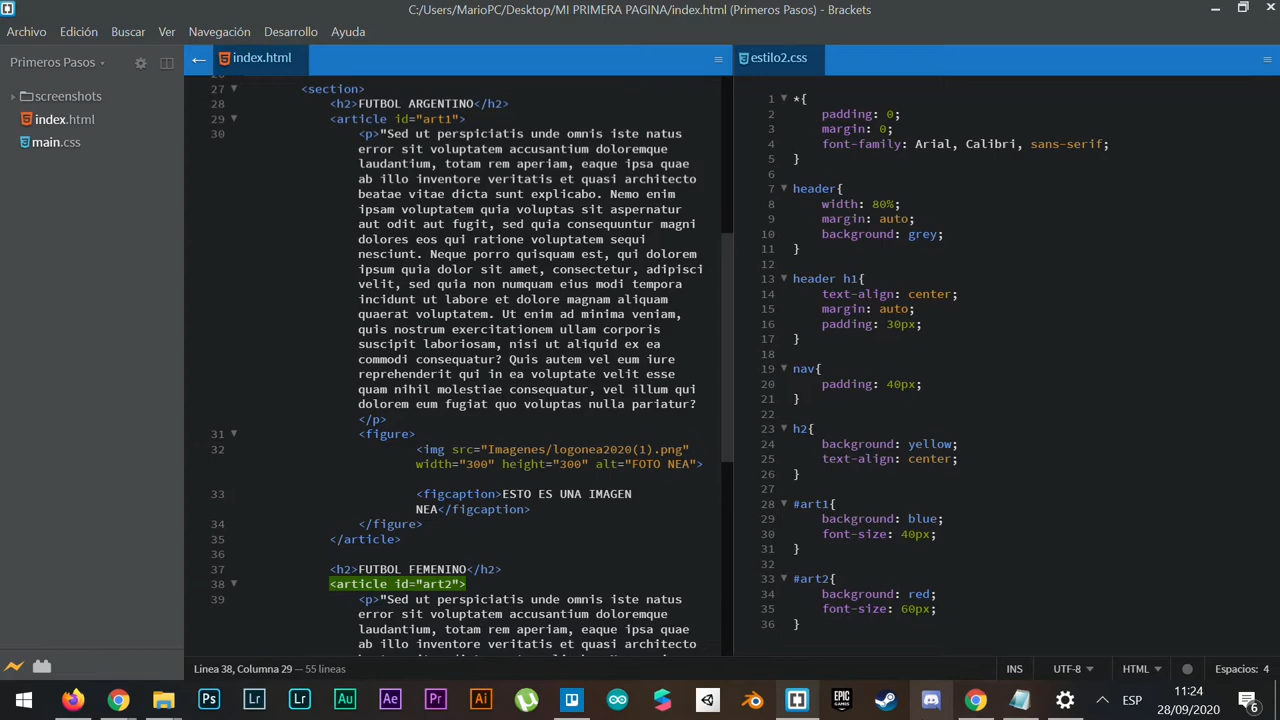 C:/Users/MarioPC/Desktop/MI PRIMERA PAGINA/index.html (Primeros Pasos) - Brackets
Archivo Edición Buscar Ver Navegación Desarrollo Ayuda
Primeros Pasos
screenshots
index.html
main.css
index.html
27 <section>
28 <h2>FUTBOL ARGENTINO</h2>
29 <article id="art1">
30 <p>"Sed ut perspiciatis unde omnis iste natus
error sit voluptatem accusantium doloremque
laudantium, totam rem aperiam, eaque ipsa quae
ab illo inventore veritatis et quasi architecto
beatae vitae dicta sunt explicabo. Nemo enim
ipsam voluptatem quia voluptas sit aspernatur
aut odit aut fugit, sed quia consequuntur magni
dolores eos qui ratione voluptatem sequi
nesciunt. Neque porro quisquam est, qui dolorem
ipsum quia dolor sit amet, consectetur, adipisci
velit, sed quia non numquam eius modi tempora
incidunt ut labore et dolore magnam aliquam
quaerat voluptatem. Ut enim ad minima veniam,
quis nostrum exercitationem ullam corporis
suscipit laboriosam, nisi ut aliquid ex ea
commodi consequatur? Quis autem vel eum iure
reprehenderit qui in ea voluptate velit esse
quam nihil molestiae consequatur, vel illum qui
dolorem eum fugiat quo voluptas nulla pariatur?
</p>
31 <figure>
32 <img src="Imagenes/logonea2020(1).png"
width="300" height="300" alt="FOTO NEA">
33 <figcaption>ESTO ES UNA IMAGEN
NEA</figcaption>
34 </figure>
35 </article>
36
37 <h2>FUTBOL FEMENINO</h2>
38 <article id="art2">
39 <p>"Sed ut perspiciatis unde omnis iste natus
error sit voluptatem accusantium doloremque
laudantium, totam rem aperiam, eaque ipsa quae
ab illo inventore veritatis et quasi architecto
estilo2.css
1 *{
2 padding: 0;
3 margin: 0;
4 font-family: Arial, Calibri, sans-serif;
5 }
6
7 header{
8 width: 80%;
9 margin: auto;
10 background: grey;
11 }
12
13 header h1{
14 text-align: center;
15 margin: auto;
16 padding: 30px;
17 }
18
19 nav{
20 padding: 40px;
21 }
22
23 h2{
24 background: yellow;
25 text-align: center;
26 }
27
28 #art1{
29 background: blue;
30 font-size: 40px;
31 }
32
33 #art2{
34 background: red;
35 font-size: 60px;
36 }
Línea 38, Columna 29 — 55 líneas
INS UTF-8 HTML Espacios: 4
Ps Lr Lr Au Ae Pr Ai EPIC GAMES ESP
11:24
28/09/2020
6